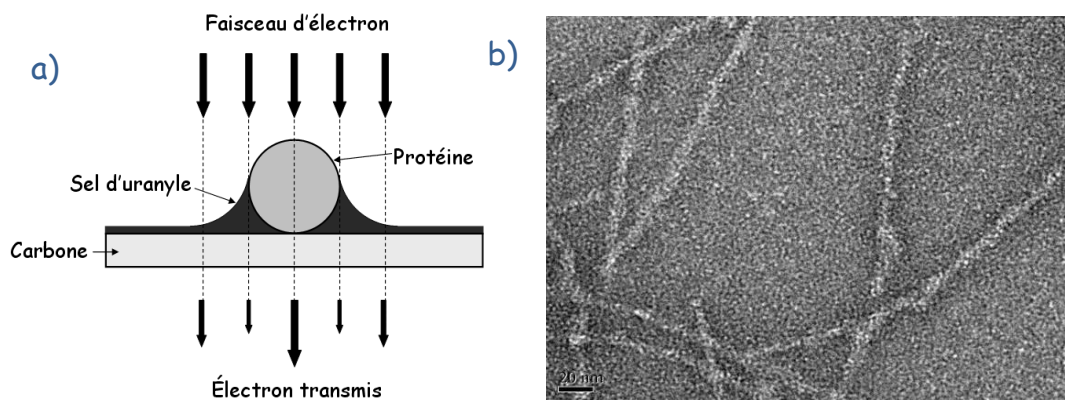 Faisceau d'électron
a)
Protéine
Sel d'uranyle
Carbone
Électron transmis
b)
20 nm